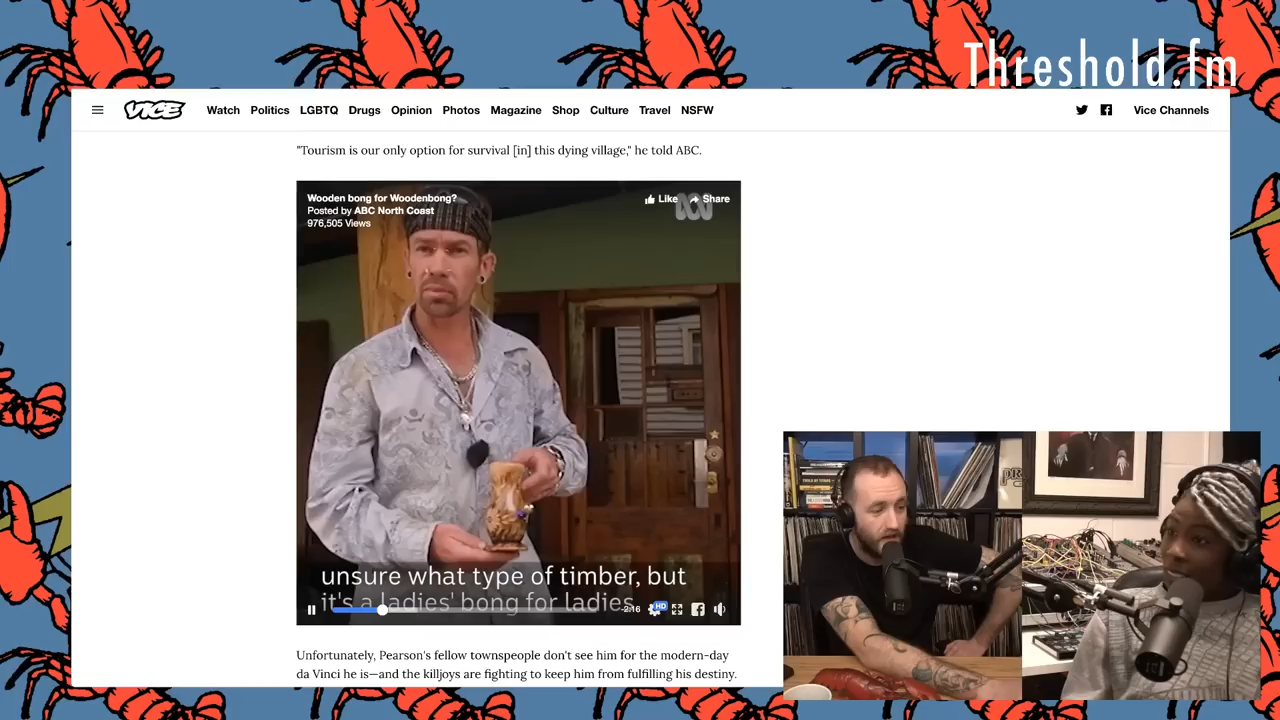 Threshold.fm
VICE Watch Politics LGBTQ Drugs Opinion Photos Magazine Shop Culture Travel NSFW Vice Channels
"Tourism is our only option for survival [in] this dying village," he told ABC.
Wooden bong for Woodenbong?
Like Share
Posted by ABC North Coast
976,505 Views
unsure what type of timber, but
it's a ladies' bong for ladies
-2:16
HD
Unfortunately, Pearson's fellow townspeople don't see him for the modern-day
da Vinci he is—and the killjoys are fighting to keep him from fulfilling his destiny.